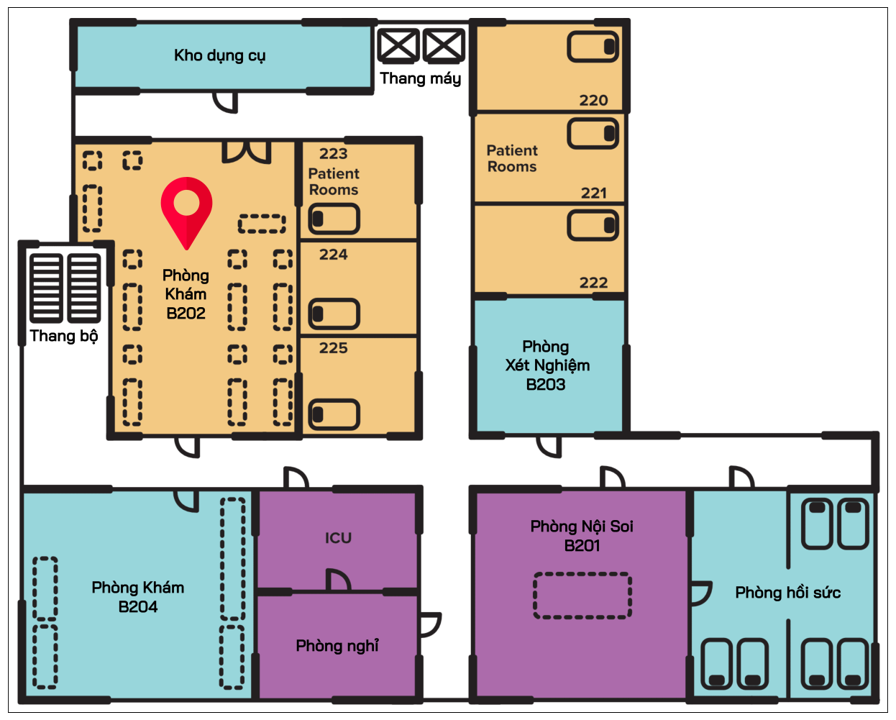 Kho dụng cụ
Thang máy
220
Patient
Rooms
221
222
223
Patient
Rooms
224
225
Phòng
Khám
B202
Thang bộ
Phòng
Xét Nghiệm
B203
Phòng Khám
B204
ICU
Phòng nghỉ
Phòng Nội Soi
B201
Phòng hồi sức